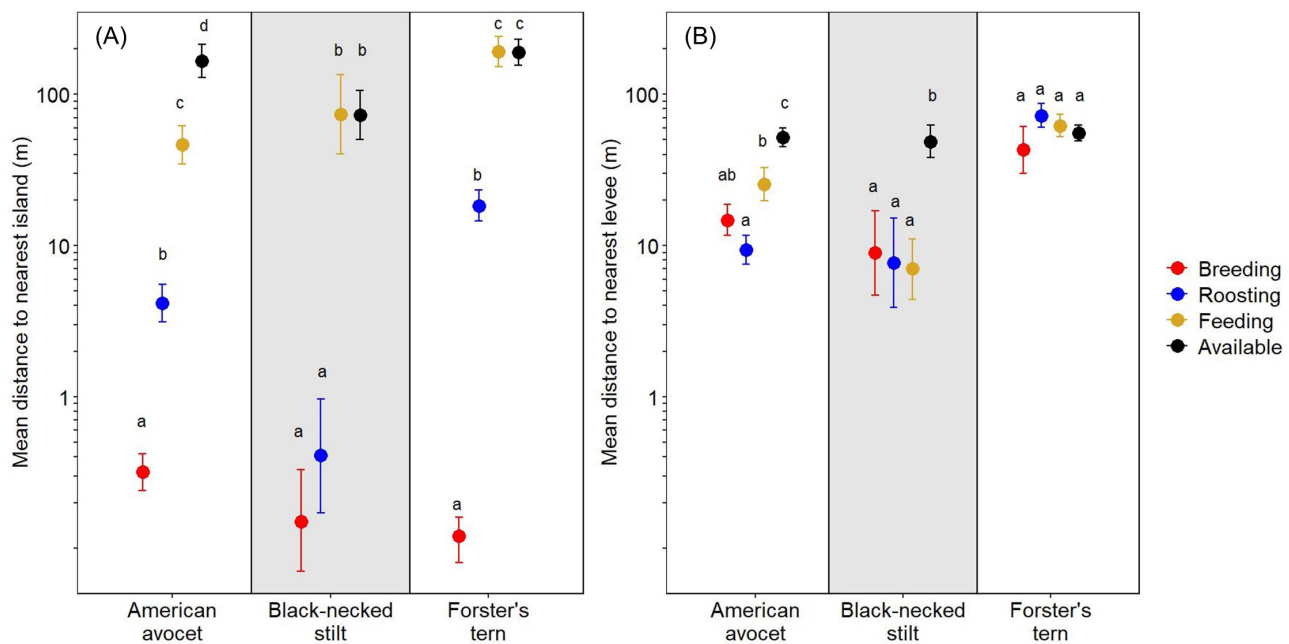 (A)
Mean distance to nearest island (m)
100
10
1
a
b
c
d
a
a
b
b
a
b
c
c
American
avocet
Black-necked
stilt
Forster's
tern
(B)
Mean distance to nearest levee (m)
100
10
1
ab
a
b
c
a
a
a
b
a
a
a
a
American
avocet
Black-necked
stilt
Forster's
tern
Breeding
Roosting
Feeding
Available